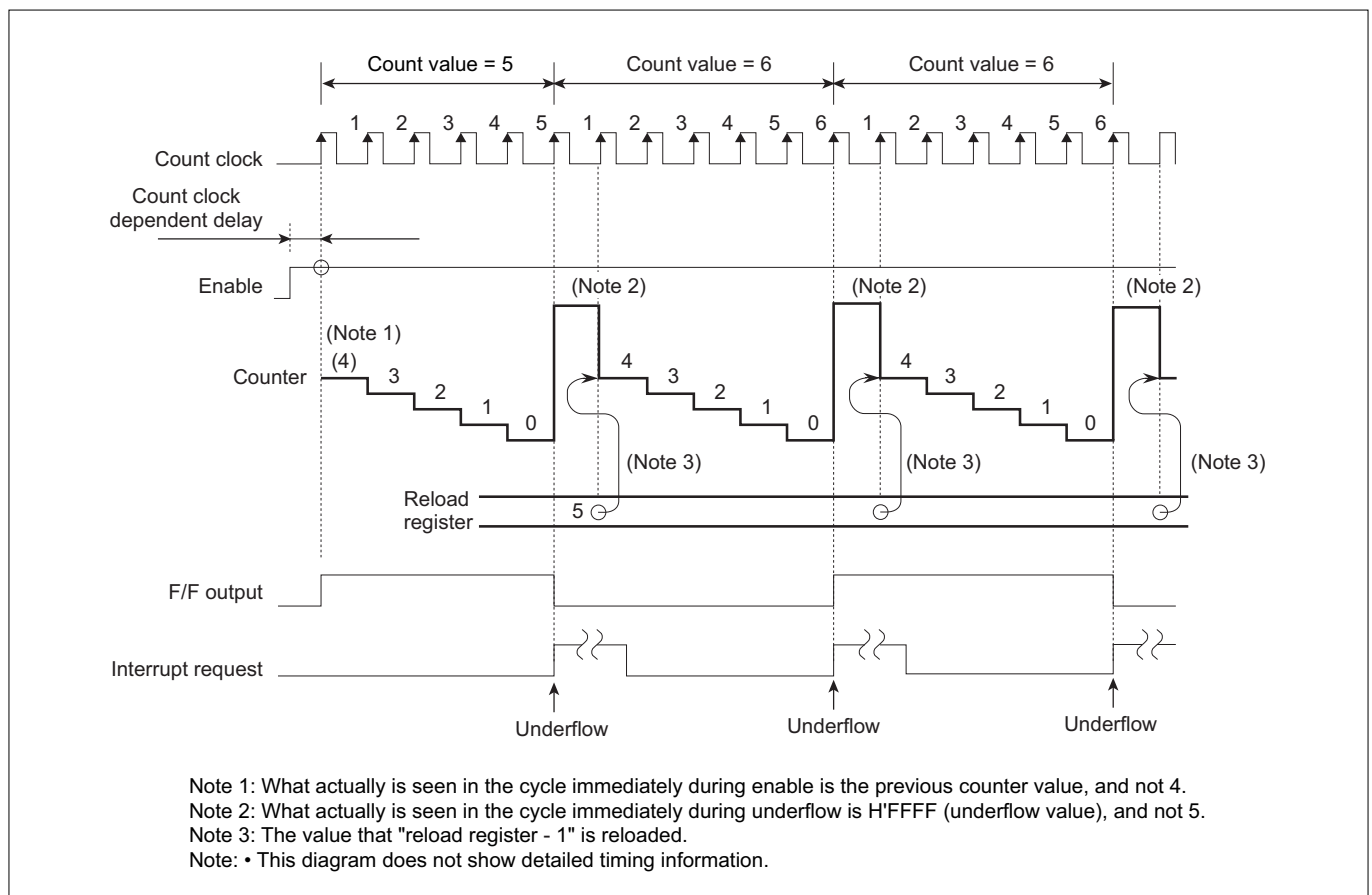 Count value = 5 Count value = 6 Count value = 6
1 2 3 4 5 1 2 3 4 5 6 1 2 3 4 5 6
Count clock
Count clock
dependent delay
Enable
(Note 2) (Note 2) (Note 2)
(Note 1)
(4) 3 2 1 0 4 3 2 1 0 4 3 2 1 0
Counter
(Note 3) (Note 3) (Note 3)
Reload
register
5
F/F output
Interrupt request
Underflow Underflow Underflow
Note 1: What actually is seen in the cycle immediately during enable is the previous counter value, and not 4.
Note 2: What actually is seen in the cycle immediately during underflow is H'FFFF (underflow value), and not 5.
Note 3: The value that "reload register - 1" is reloaded.
Note: • This diagram does not show detailed timing information.